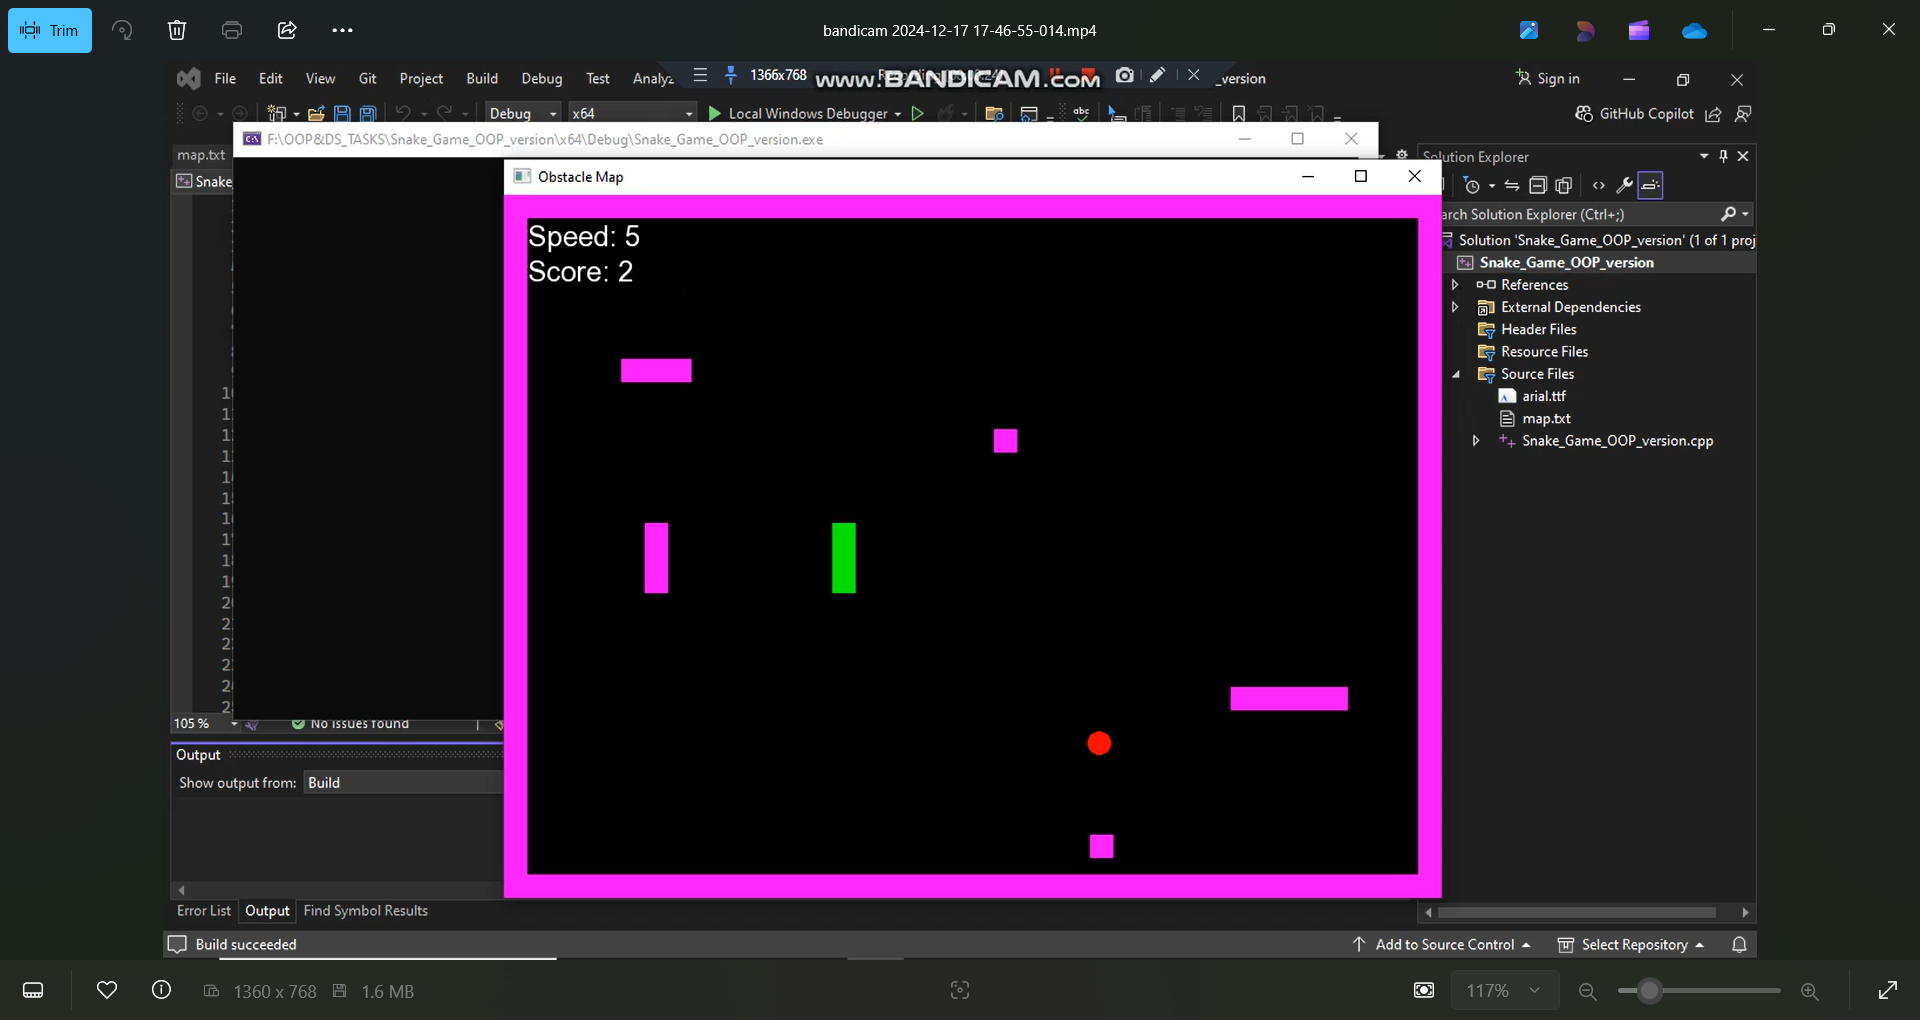 Trim
bandicam 2024-12-17 17-46-55-014.mp4
File Edit View Git Project Build Debug Test Analyz
1366x768
www.BANDICAM.com
_version
Sign in
Debug x64 Local Windows Debugger
GitHub Copilot
F:\OOP&DS_TASKS\Snake_Game_OOP_version\x64\Debug\Snake_Game_OOP_version.exe
map.txt
Snake
Obstacle Map
Speed: 5
Score: 2
Solution Explorer
arch Solution Explorer (Ctrl+;)
Solution 'Snake_Game_OOP_version' (1 of 1 proj
Snake_Game_OOP_version
References
External Dependencies
Header Files
Resource Files
Source Files
arial.ttf
map.txt
Snake_Game_OOP_version.cpp
105 %
No issues found
Output
Show output from: Build
Error List Output Find Symbol Results
Build succeeded
Add to Source Control
Select Repository
1360 x 768
1.6 MB
117%